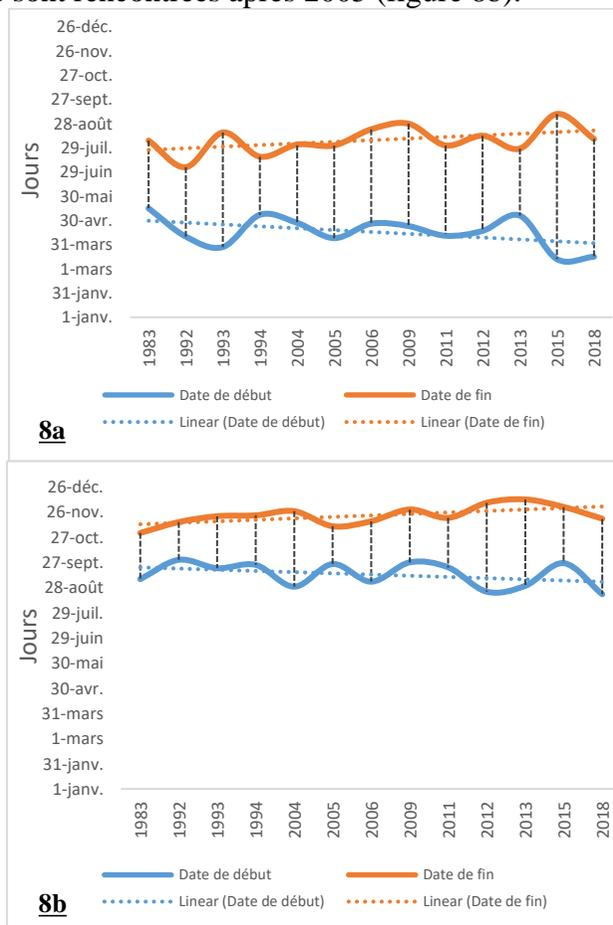 sont rencontrées après 2005 (figure 8b).
26-déc.
26-nov.
27-oct.
27-sept.
28-août
29-juil.
29-juin
30-mai
30-avr.
31-mars
1-mars
31-janv.
1-janv.
Jours
1983
1992
1993
1994
2004
2005
2006
2009
2011
2012
2013
2015
2018
Date de début
Date de fin
Linear (Date de début)
Linear (Date de fin)
8a
26-déc.
26-nov.
27-oct.
27-sept.
28-août
29-juil.
29-juin
30-mai
30-avr.
31-mars
1-mars
31-janv.
1-janv.
Jours
1983
1992
1993
1994
2004
2005
2006
2009
2011
2012
2013
2015
2018
Date de début
Date de fin
Linear (Date de début)
Linear (Date de fin)
8b